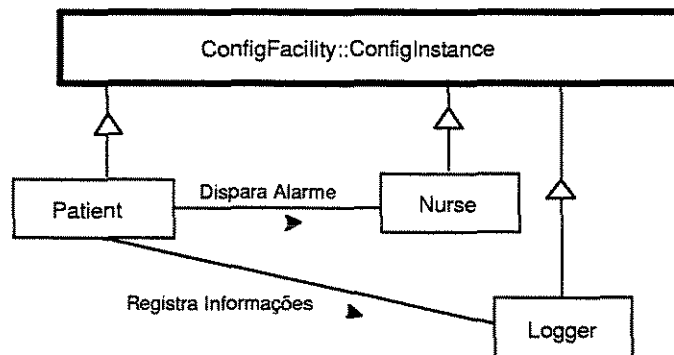 ConfigFacility::ConfigInstance
Dispara Alarme
Patient
Nurse
Registra Informações
Logger